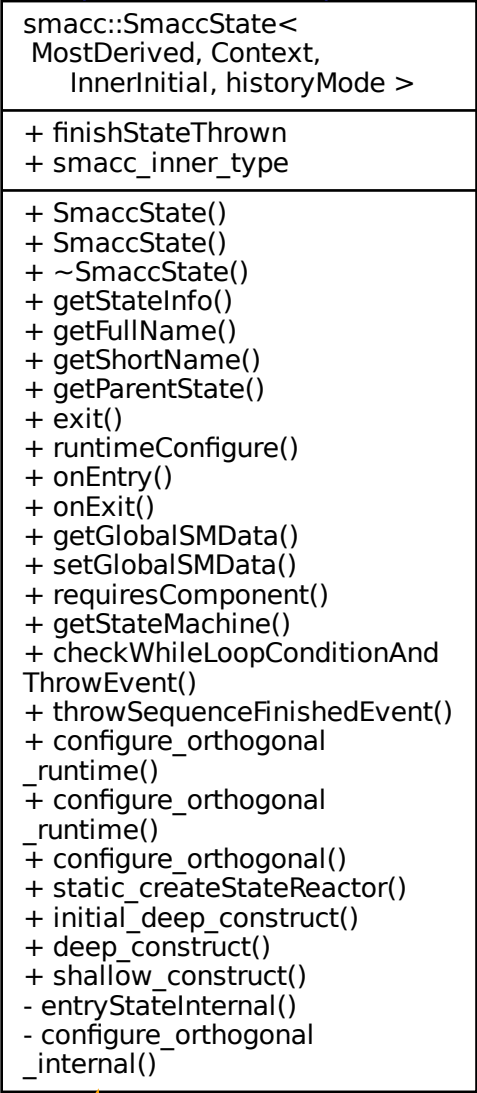 smacc::SmaccState<
MostDerived, Context,
InnerInitial, historyMode >
+ finishStateThrown
+ smacc_inner_type
+ SmaccState()
+ SmaccState()
+ ~SmaccState()
+ getStateInfo()
+ getFullName()
+ getShortName()
+ getParentState()
+ exit()
+ runtimeConfigure()
+ onEntry()
+ onExit()
+ getGlobalSMData()
+ setGlobalSMData()
+ requiresComponent()
+ getStateMachine()
+ checkWhileLoopConditionAnd
ThrowEvent()
+ throwSequenceFinishedEvent()
+ configure_orthogonal
_runtime()
+ configure_orthogonal
_runtime()
+ configure_orthogonal()
+ static_createStateReactor()
+ initial_deep_construct()
+ deep_construct()
+ shallow_construct()
- entryStateInternal()
- configure_orthogonal
_internal()